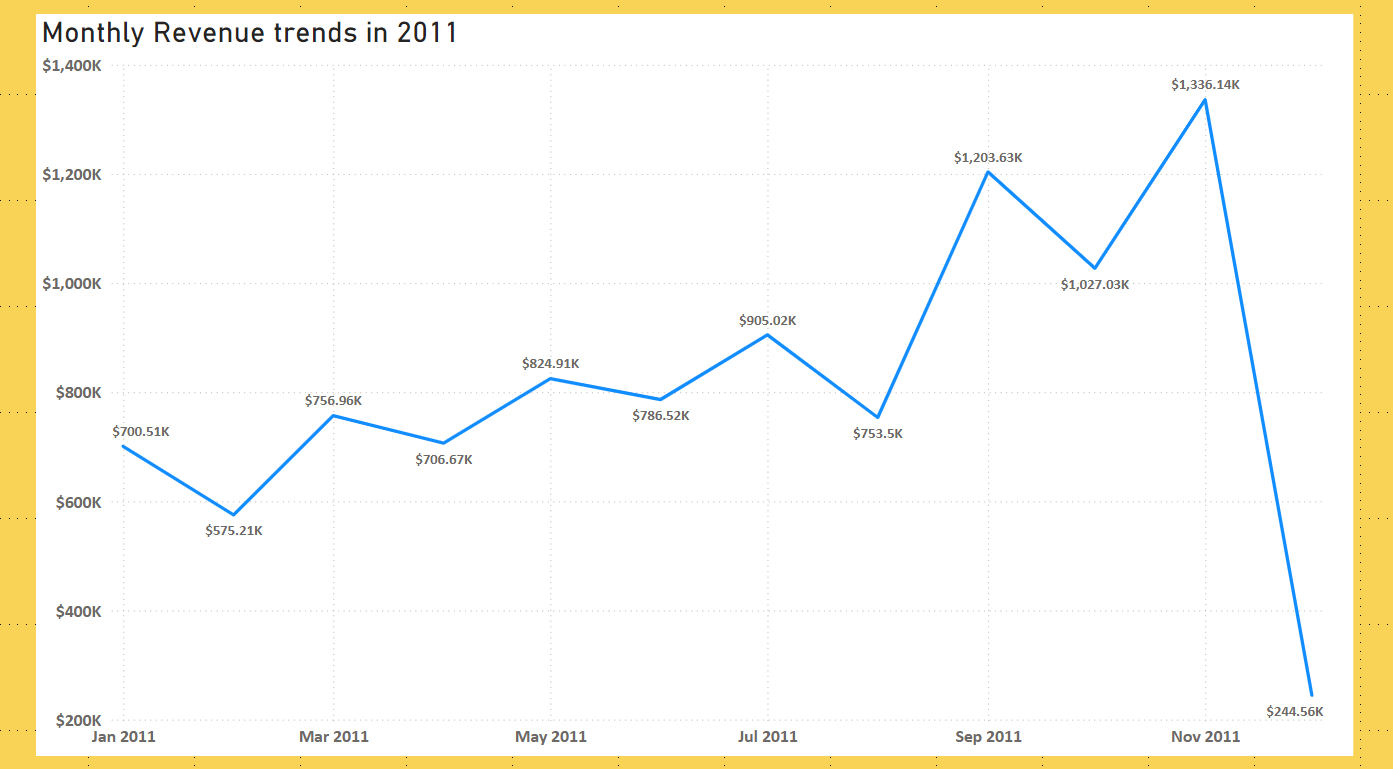 Monthly Revenue trends in 2011
$1,400K
$1,336.14K
$1,203.63K
$1,200K
$1,000K
$1,027.03K
$905.02K
$824.91K
$800K
$756.96K
$786.52K
$700.51K
$753.5K
$706.67K
$600K
$575.21K
$400K
$244.56K
$200K
Jan 2011 Mar 2011 May 2011 Jul 2011 Sep 2011 Nov 2011